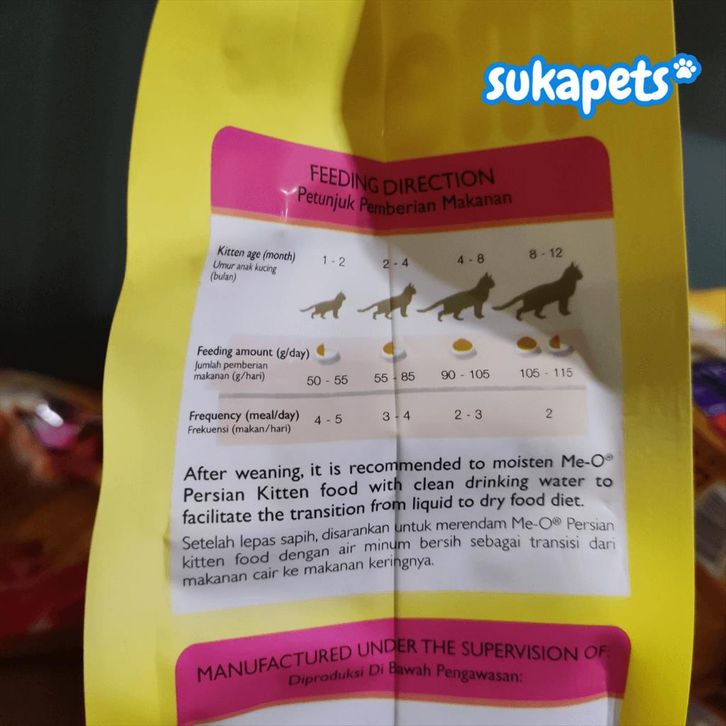 sukapets
FEEDING DIRECTION
Petunjuk Pemberian Makanan
Kitten age (month) 1 - 2 2 - 4 4 - 8 8 - 12
Umur anak kucing
(bulan)
Feeding amount (g/day)
Jumlah pemberian
makanan (g/hari) 50 - 55 55 - 85 90 - 105 105 - 115
Frequency (meal/day) 4 - 5 3 - 4 2 - 3 2
Frekuensi (makan/hari)
After weaning, it is recommended to moisten Me-O®
Persian Kitten food with clean drinking water to
facilitate the transition from liquid to dry food diet.
Setelah lepas sapih, disarankan untuk merendam Me-O® Persian
kitten food dengan air minum bersih sebagai transisi dari
makanan cair ke makanan keringnya.
MANUFACTURED UNDER THE SUPERVISION OF:
Diproduksi Di Bawah Pengawasan: